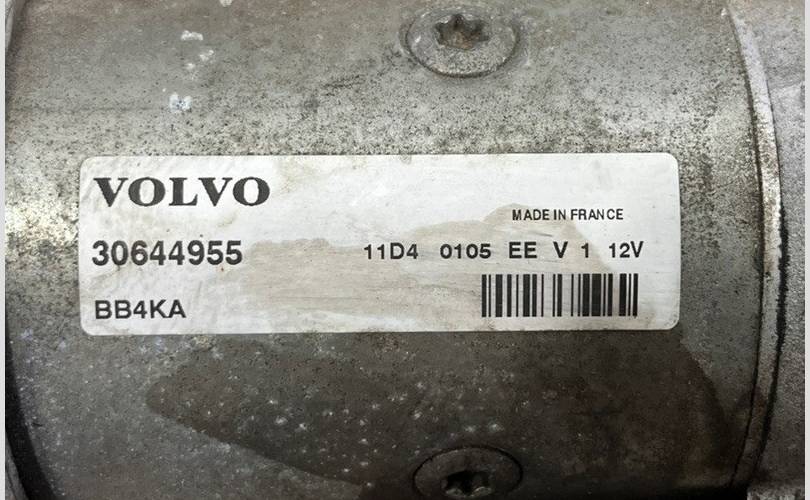 VOLVO
MADE IN FRANCE
30644955 11D4 0105 EE V 1 12V
BB4KA